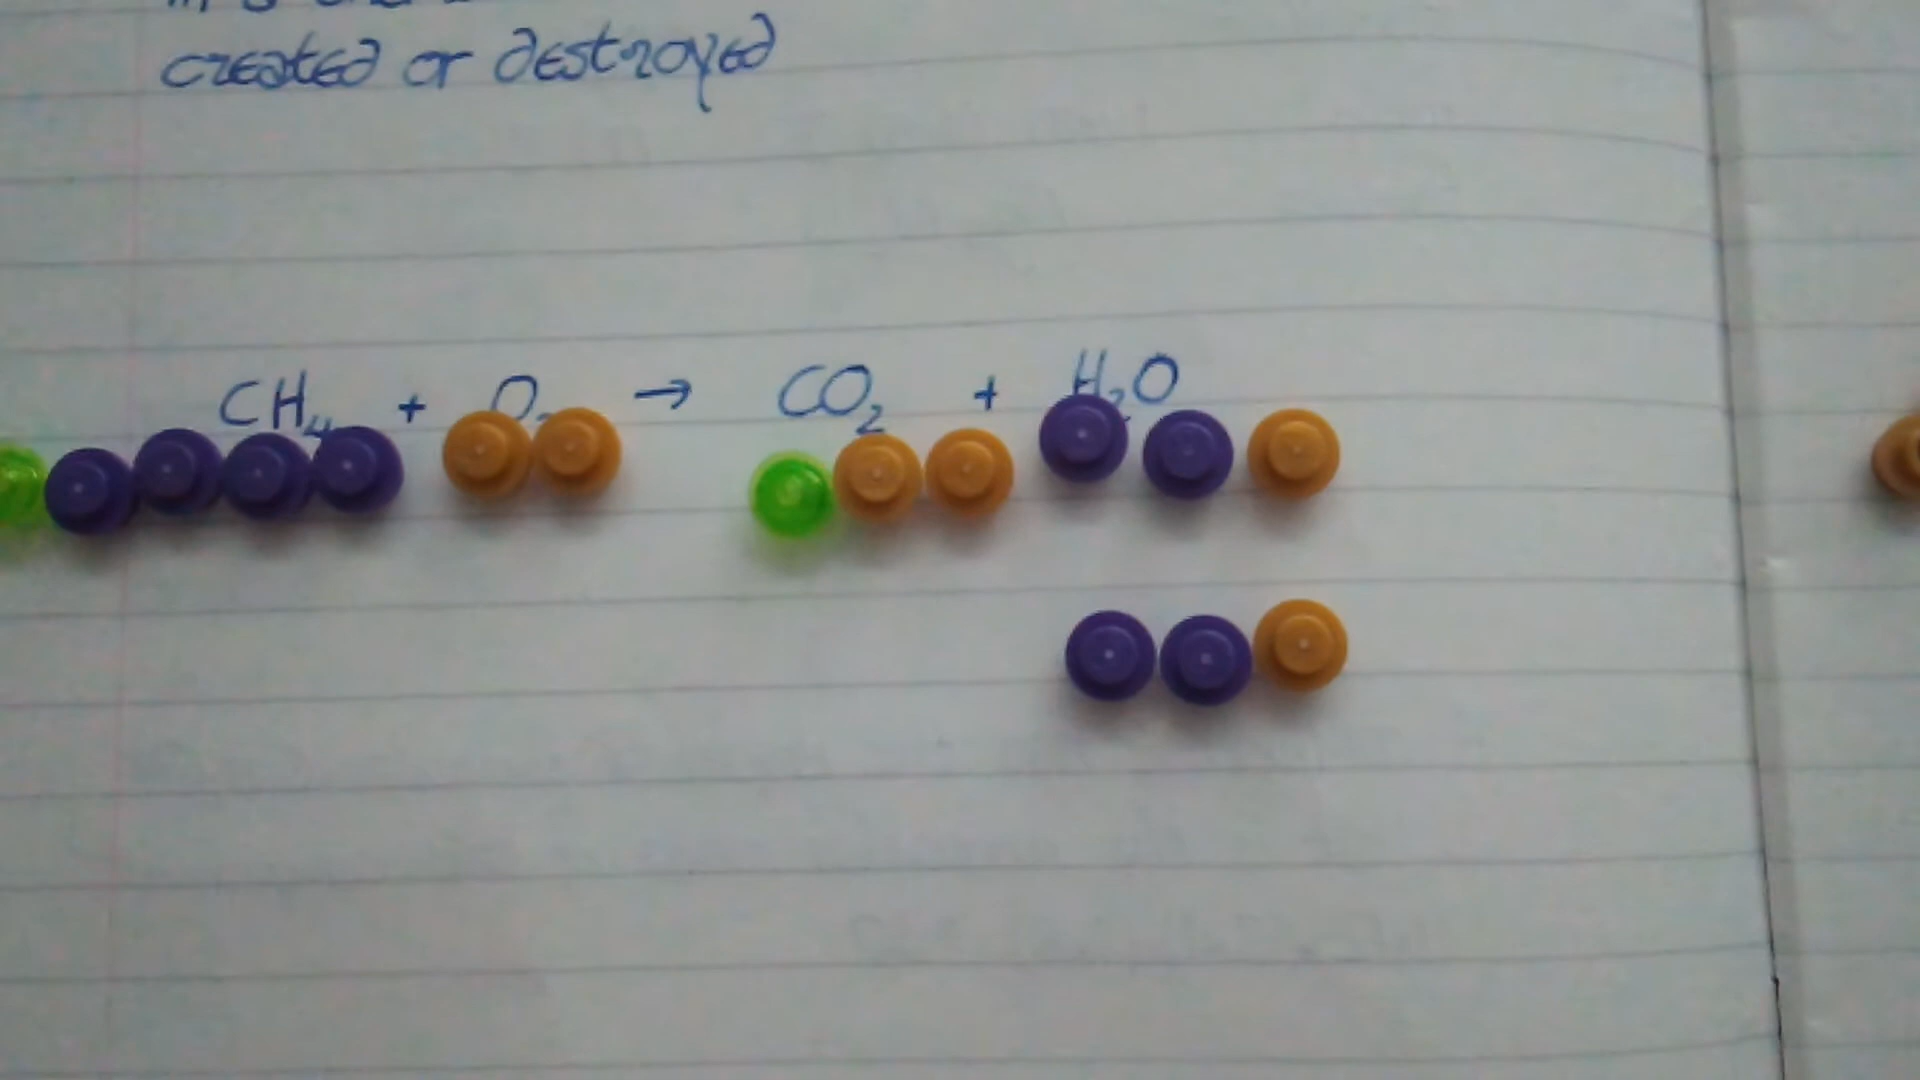 created or destroyed
CH₄ + O₂ → CO₂ + H₂O